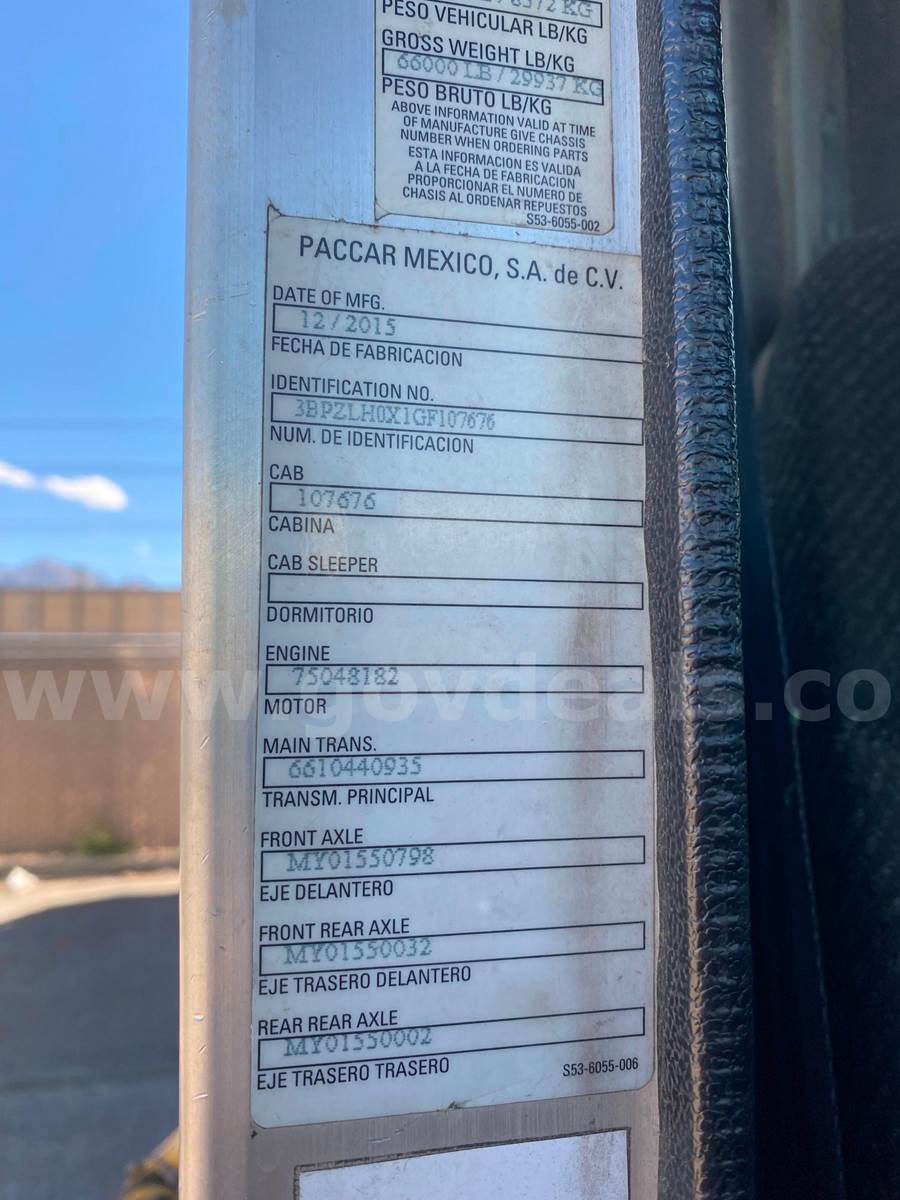 PESO VEHICULAR LB/KG
GROSS WEIGHT LB/KG
66000 LB / 29937 KG
PESO BRUTO LB/KG
ABOVE INFORMATION VALID AT TIME
OF MANUFACTURE GIVE CHASSIS
NUMBER WHEN ORDERING PARTS
ESTA INFORMACION ES VALIDA
A LA FECHA DE FABRICACION
PROPORCIONAR EL NUMERO DE
CHASIS AL ORDENAR REPUESTOS
S53-6055-002
PACCAR MEXICO, S.A. de C.V.
DATE OF MFG.
12/2015
FECHA DE FABRICACION
IDENTIFICATION NO.
3BPZLH0X1GF107676
NUM. DE IDENTIFICACION
CAB
107676
CABINA
CAB SLEEPER
DORMITORIO
ENGINE
75048182
MOTOR
www.govdeals.co
MAIN TRANS.
6610440935
TRANSM. PRINCIPAL
FRONT AXLE
MY01550798
EJE DELANTERO
FRONT REAR AXLE
MY01550032
EJE TRASERO DELANTERO
REAR REAR AXLE
MY01550002
EJE TRASERO TRASERO
S53-6055-006